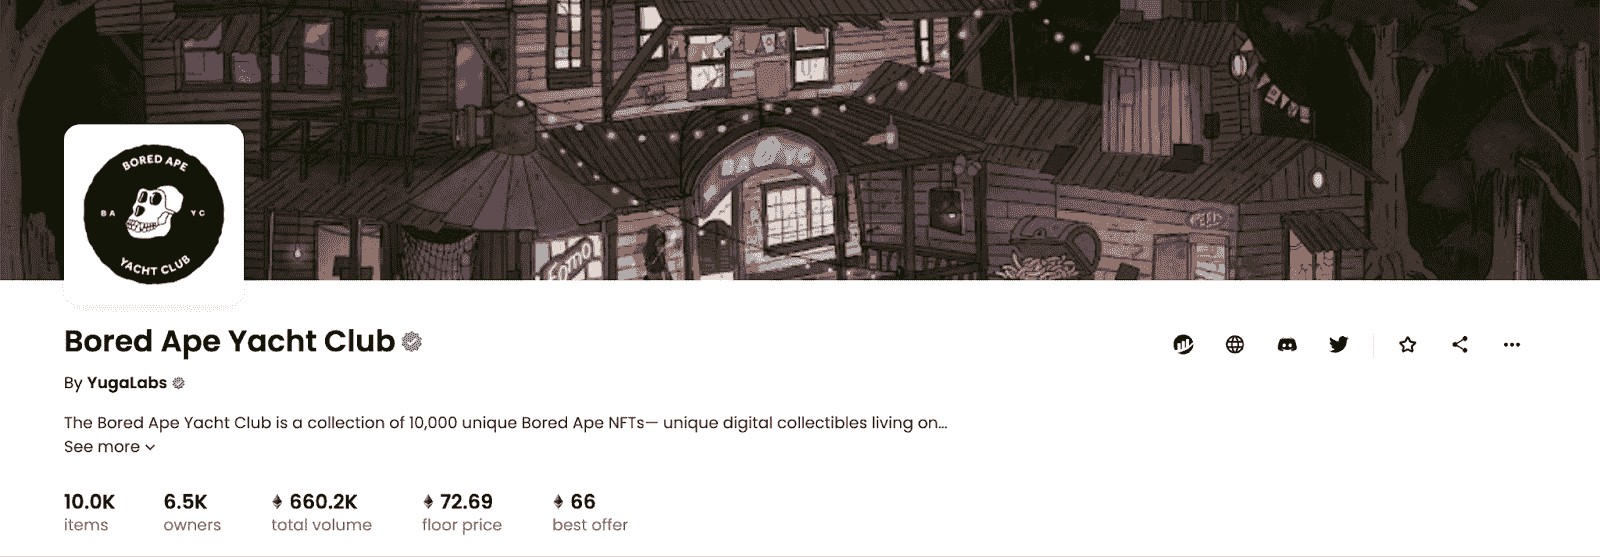 BAYC
Fomo
FEED
BORED APE
BA YC
YACHT CLUB
Bored Ape Yacht Club
By YugaLabs
The Bored Ape Yacht Club is a collection of 10,000 unique Bored Ape NFTs— unique digital collectibles living on…
See more
10.0K 6.5K 660.2K 72.69 66
items owners total volume floor price best offer